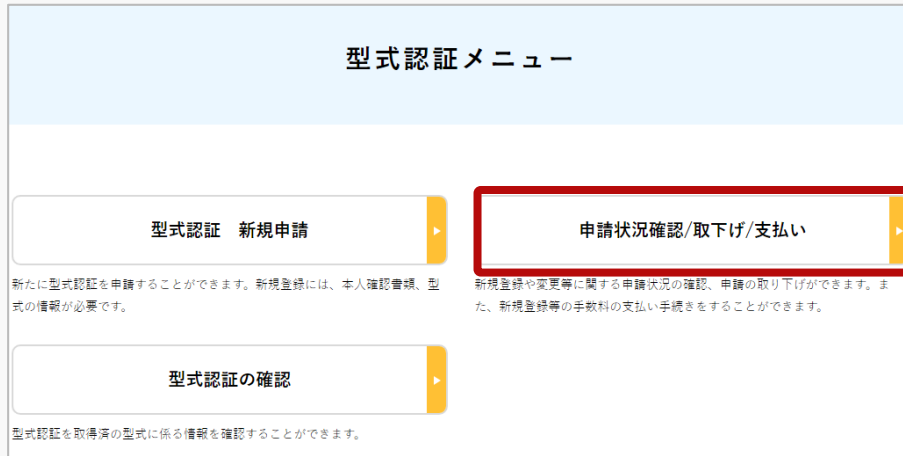 型式認証メニュー
型式認証　新規申請
申請状況確認/取下げ/支払い
新たに型式認証を申請することができます。新規登録には、本人確認書類、型
式の情報が必要です。
新規登録や変更等に関する申請状況の確認、申請の取り下げができます。ま
た、新規登録等の手数料の支払い手続きをすることができます。
型式認証の確認
型式認証を取得済の型式に係る情報を確認することができます。